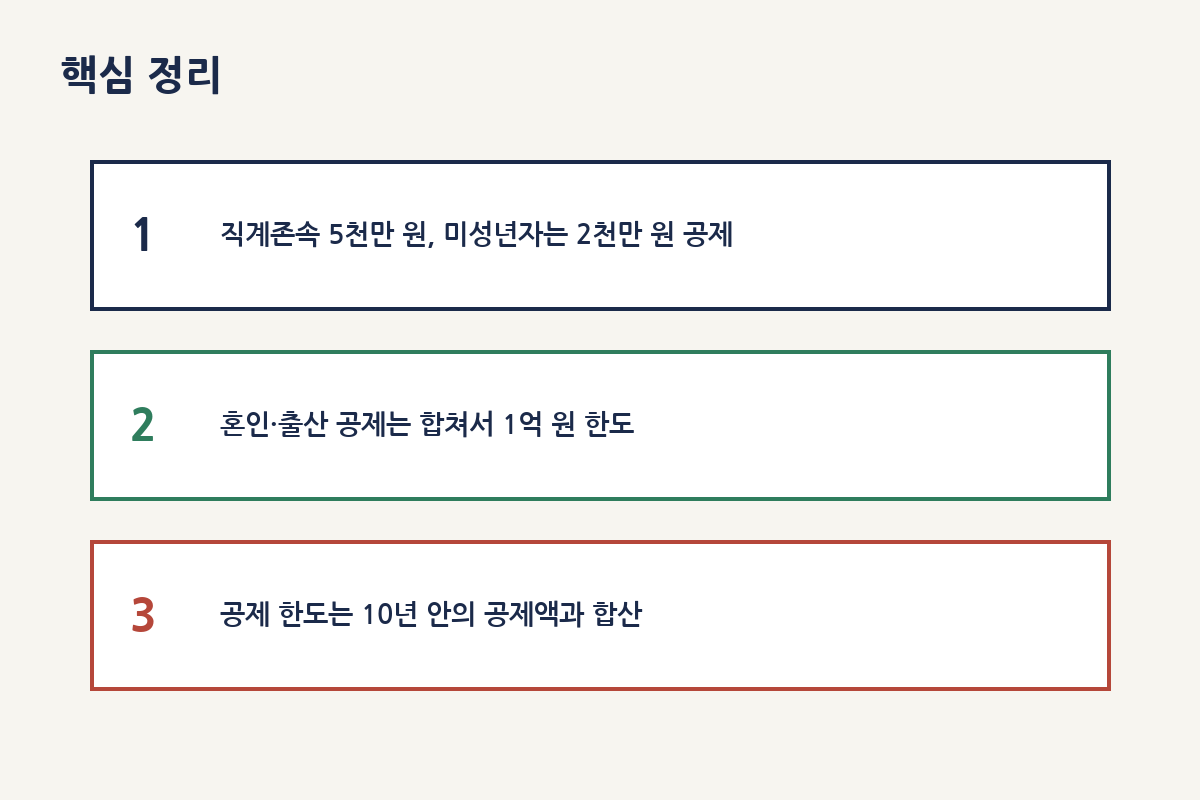 핵심 정리
1 직계존속 5천만 원, 미성년자는 2천만 원 공제
2 혼인·출산 공제는 합쳐서 1억 원 한도
3 공제 한도는 10년 안의 공제액과 합산